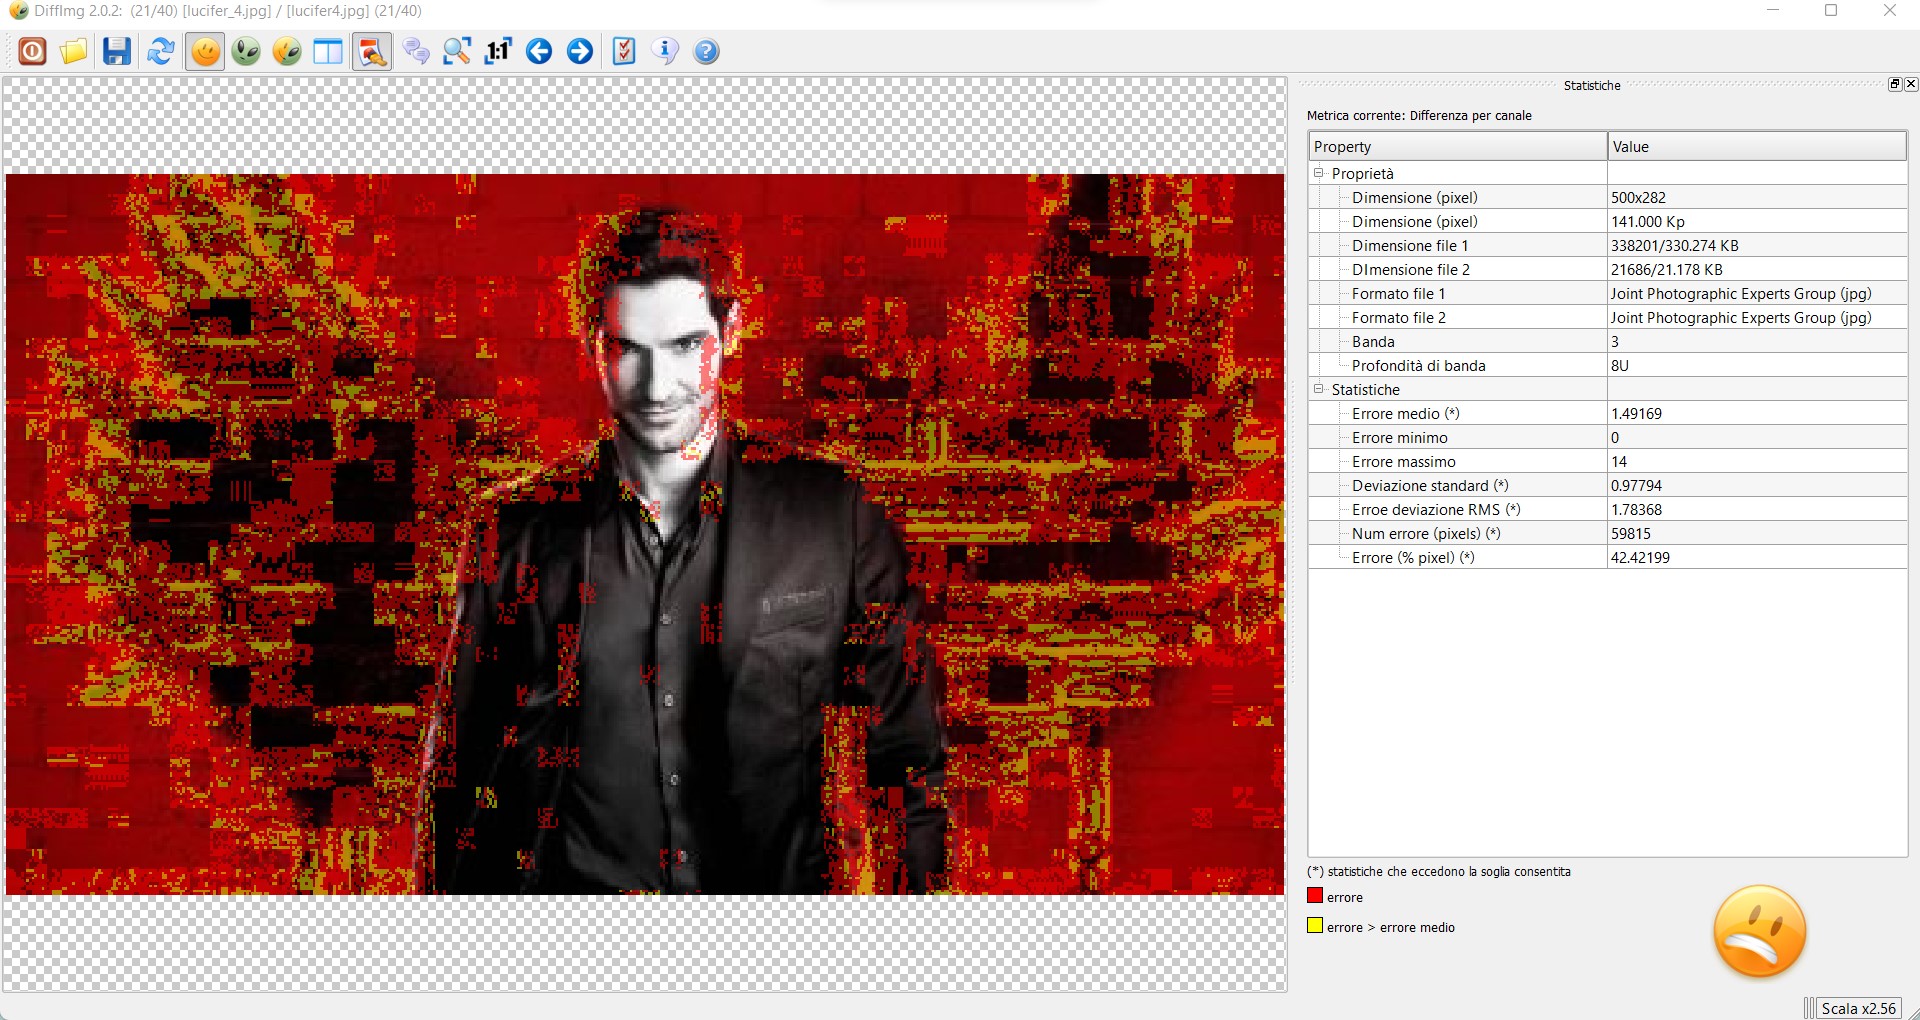 DiffImg 2.0.2: (21/40) [lucifer_4.jpg] / [lucifer4.jpg] (21/40)
1:1
Statistiche
Metrica corrente: Differenza per canale
Property Value
Proprietà
Dimensione (pixel) 500x282
Dimensione (pixel) 141.000 Kp
Dimensione file 1 338201/330.274 KB
DImensione file 2 21686/21.178 KB
Formato file 1 Joint Photographic Experts Group (jpg)
Formato file 2 Joint Photographic Experts Group (jpg)
Banda 3
Profondità di banda 8U
Statistiche
Errore medio (*) 1.49169
Errore minimo 0
Errore massimo 14
Deviazione standard (*) 0.97794
Erroe deviazione RMS (*) 1.78368
Num errore (pixels) (*) 59815
Errore (% pixel) (*) 42.42199
(*) statistiche che eccedono la soglia consentita
errore
errore > errore medio
Scala x2.56